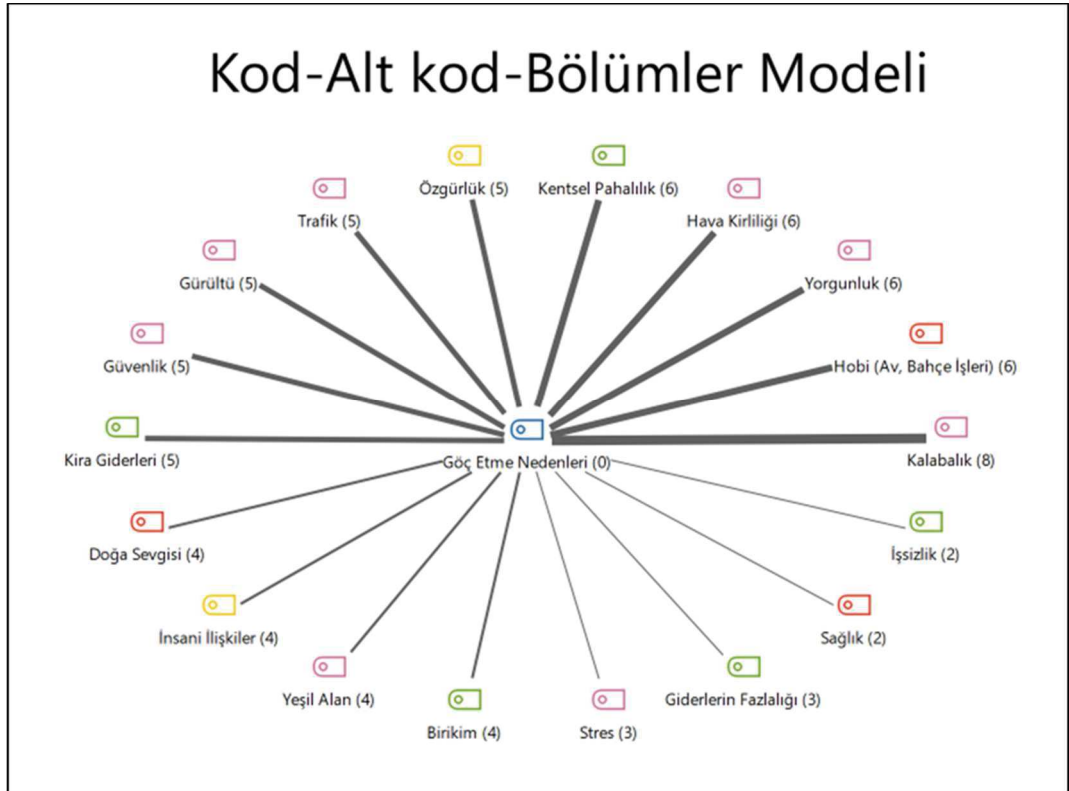 Kod-Alt kod-Bölümler Modeli
Özgürlük (5)
Kentsel Pahalılık (6)
Trafik (5)
Hava Kirliliği (6)
Gürültü (5)
Yorgunluk (6)
Güvenlik (5)
Hobi (Av, Bahçe İşleri) (6)
Kira Giderleri (5)
Göç Etme Nedenleri (0)
Kalabalık (8)
Doğa Sevgisi (4)
İşsizlik (2)
İnsani İlişkiler (4)
Sağlık (2)
Yeşil Alan (4)
Giderlerin Fazlalığı (3)
Birikim (4)
Stres (3)